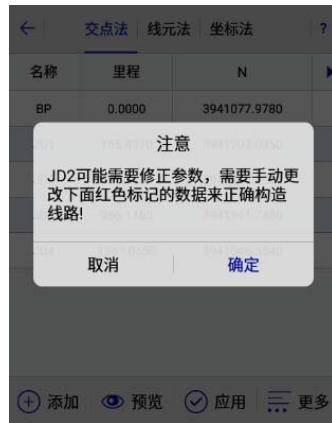 ← 交点法 线元法 坐标法 ?
名称 里程 N
BP 0.0000 3941077.9780
注意
JD2可能需要修正参数，需要手动更
改下面红色标记的数据来正确构造
线路!
取消 确定
添加 预览 应用 更多